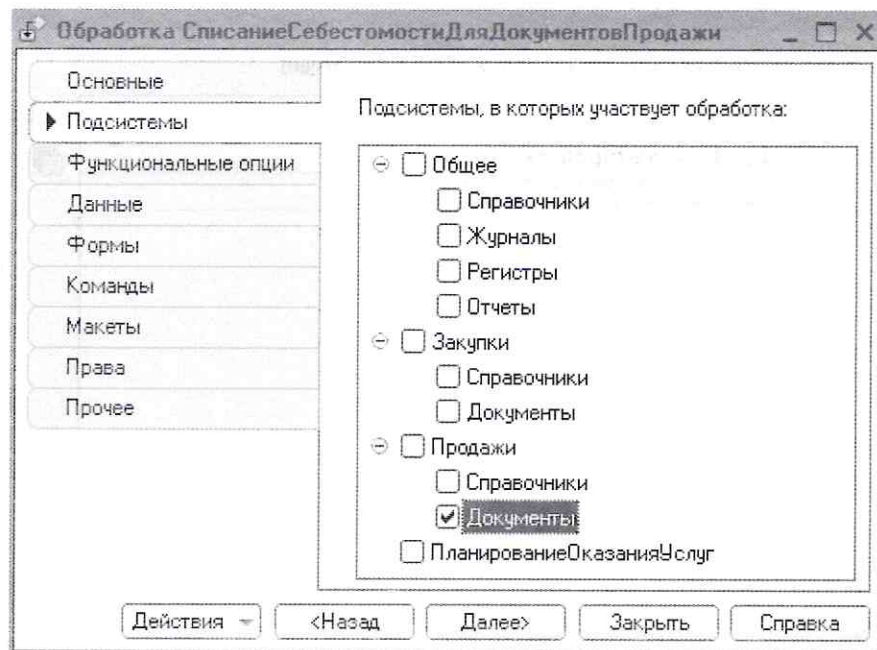 Обработка СписаниеСебестомостиДляДокументовПродажи
Основные
Подсистемы
Функциональные опции
Данные
Формы
Команды
Макеты
Права
Прочее
Подсистемы, в которых участвует обработка:
Общее
Справочники
Журналы
Регистры
Отчеты
Закупки
Справочники
Документы
Продажи
Справочники
Документы
ПланированиеОказанияУслуг
Действия
<Назад
Далее>
Закрыть
Справка